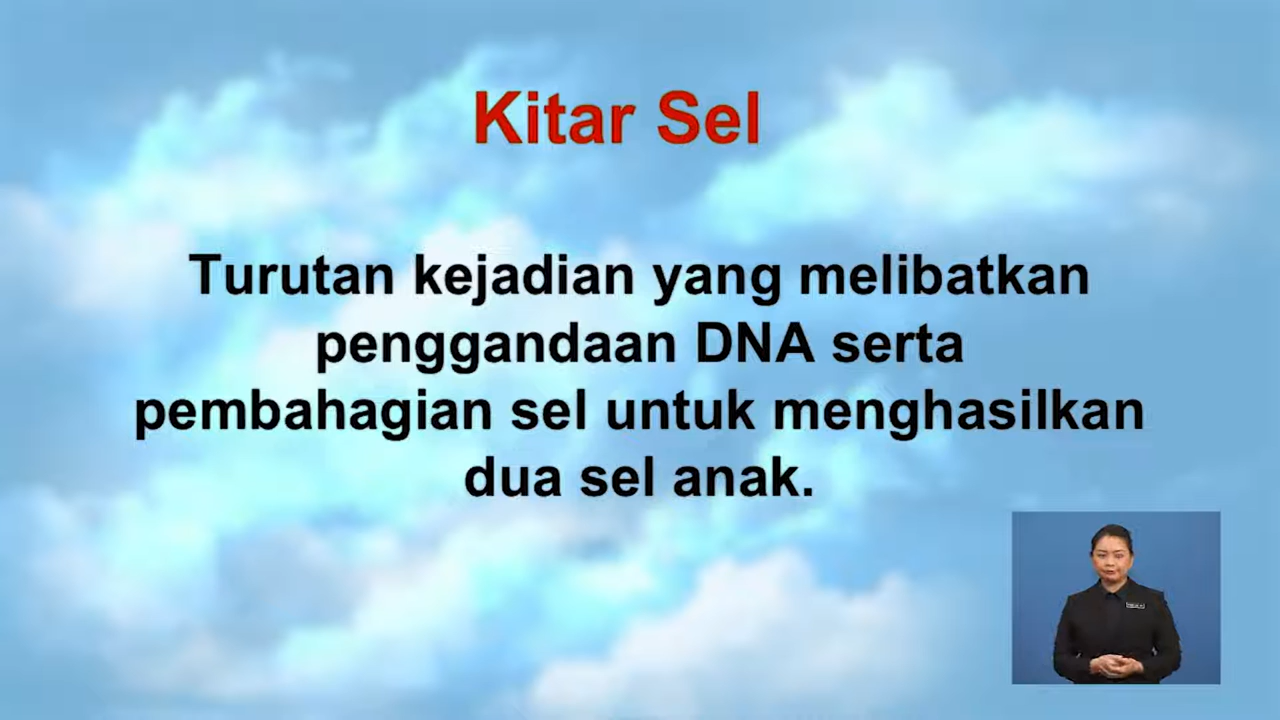 Kitar Sel
Turutan kejadian yang melibatkan
penggandaan DNA serta
pembahagian sel untuk menghasilkan
dua sel anak.